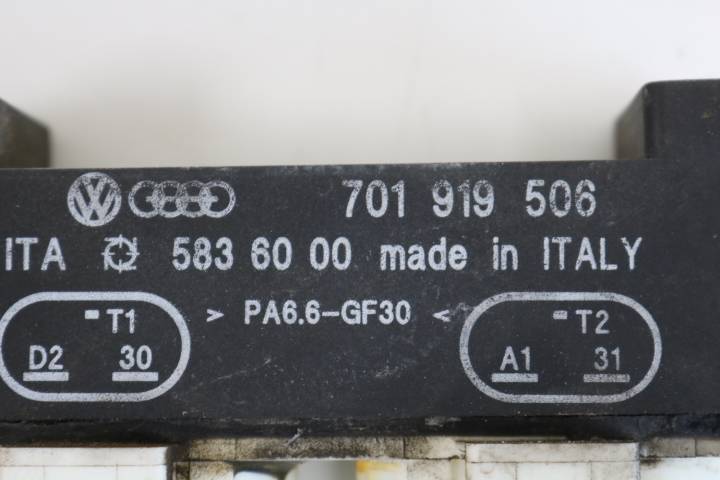 VW 701 919 506
ITA 583 60 00 made in ITALY
> PA6.6-GF30 <
T1
D2 30
T2
A1 31